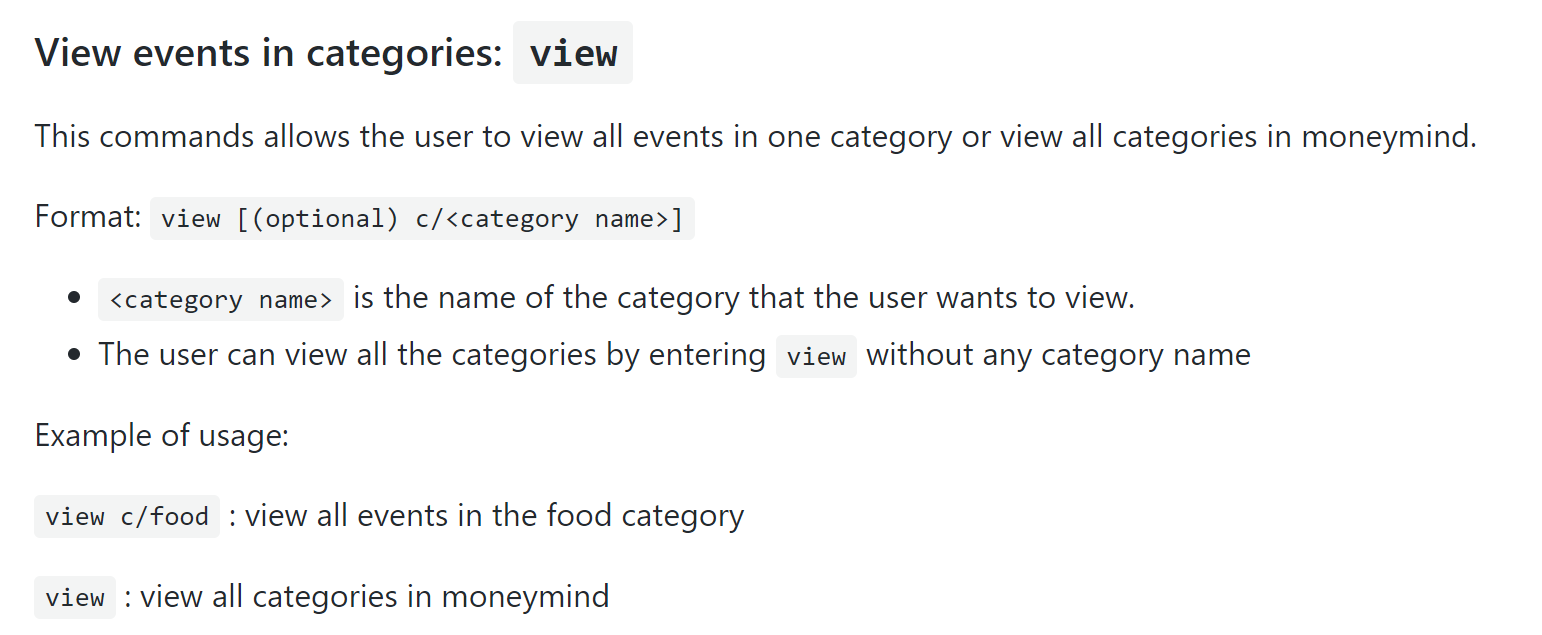 View events in categories: view
This commands allows the user to view all events in one category or view all categories in moneymind.
Format: view [(optional) c/<category name>]
<category name> is the name of the category that the user wants to view.
The user can view all the categories by entering view without any category name
Example of usage:
view c/food : view all events in the food category
view : view all categories in moneymind